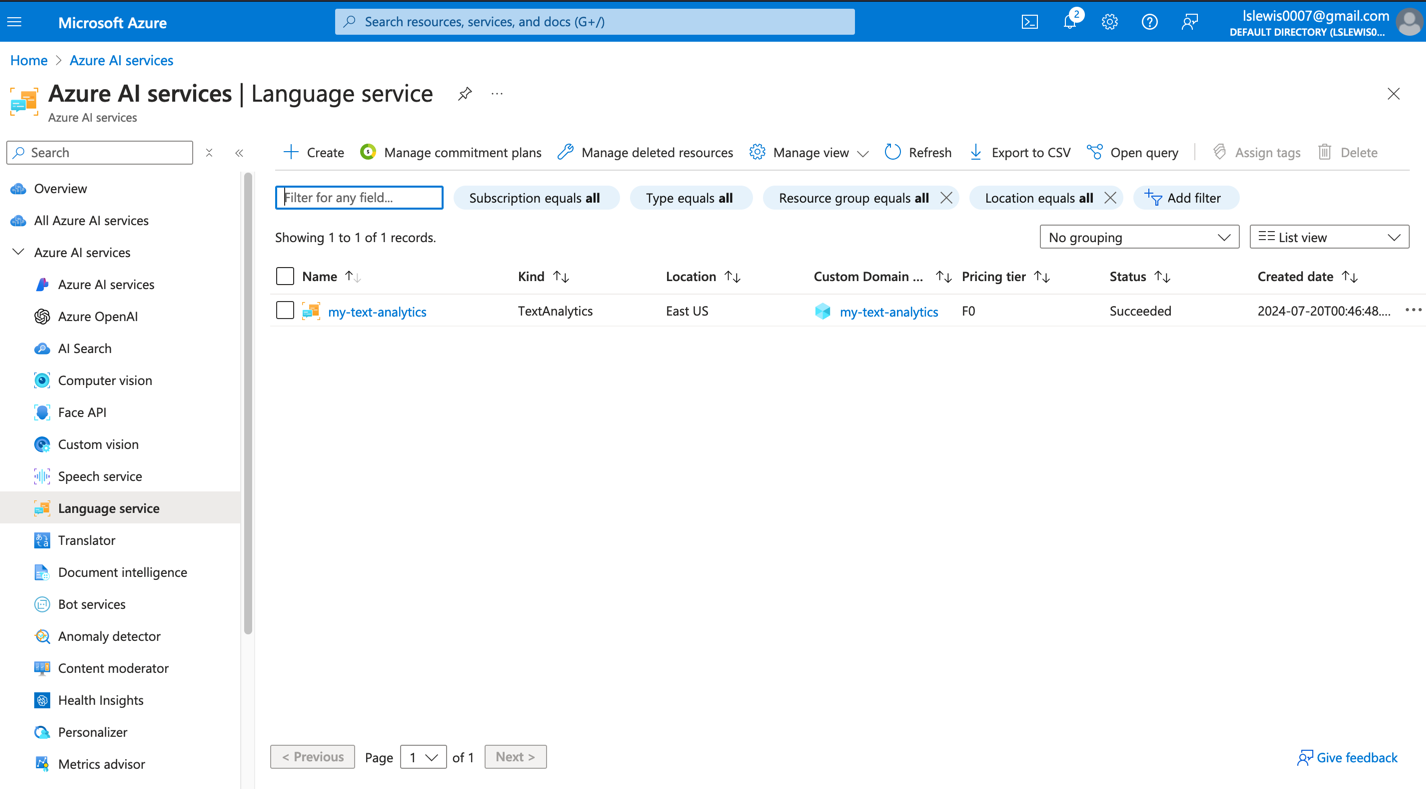 Microsoft Azure
Search resources, services, and docs (G+/)
2
lslewis0007@gmail.com
DEFAULT DIRECTORY (LSLEWIS0...
Home > Azure AI services
Azure AI services | Language service
...
Azure AI services
Search
Create
Manage commitment plans
Manage deleted resources
Manage view
Refresh
Export to CSV
Open query
Assign tags
Delete
Overview
All Azure AI services
Azure AI services
Azure AI services
Azure OpenAI
AI Search
Computer vision
Face API
Custom vision
Speech service
Language service
Translator
Document intelligence
Bot services
Anomaly detector
Content moderator
Health Insights
Personalizer
Metrics advisor
Filter for any field...
Subscription equals all
Type equals all
Resource group equals all
Location equals all
Add filter
Showing 1 to 1 of 1 records.
No grouping
List view
Name
Kind
Location
Custom Domain ...
Pricing tier
Status
Created date
my-text-analytics
TextAnalytics
East US
my-text-analytics
F0
Succeeded
2024-07-20T00:46:48....
< Previous
Page 1 of 1
Next >
Give feedback